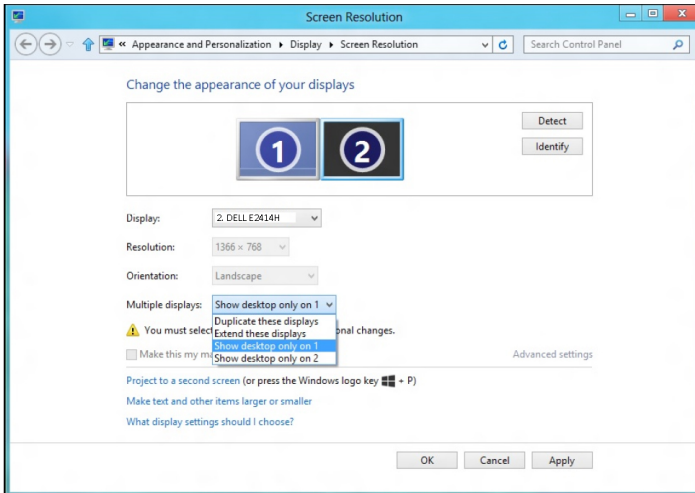 Screen Resolution
« Appearance and Personalization ▸ Display ▸ Screen Resolution
Search Control Panel
Change the appearance of your displays
1 2
Detect
Identify
Display: 2. DELL E2414H
Resolution: 1366 × 768
Orientation: Landscape
Multiple displays: Show desktop only on 1
Duplicate these displays
You must selec
Extend these displays
onal changes.
Show desktop only on 1
Make this my m
Show desktop only on 2
Advanced settings
Project to a second screen (or press the Windows logo key + P)
Make text and other items larger or smaller
What display settings should I choose?
OK Cancel Apply